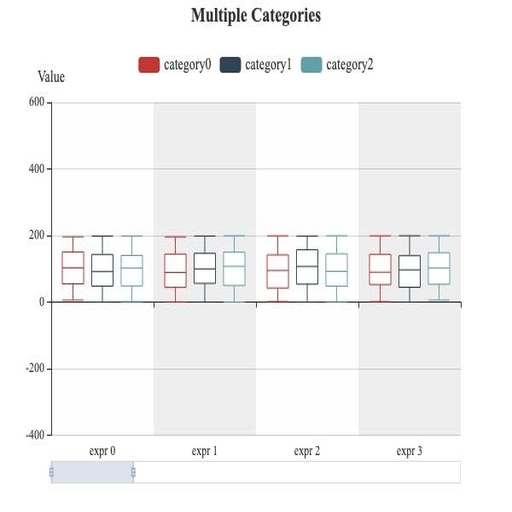 Multiple Categories
category0 category1 category2
Value
600
400
200
0
-200
-400
expr 0 expr 1 expr 2 expr 3